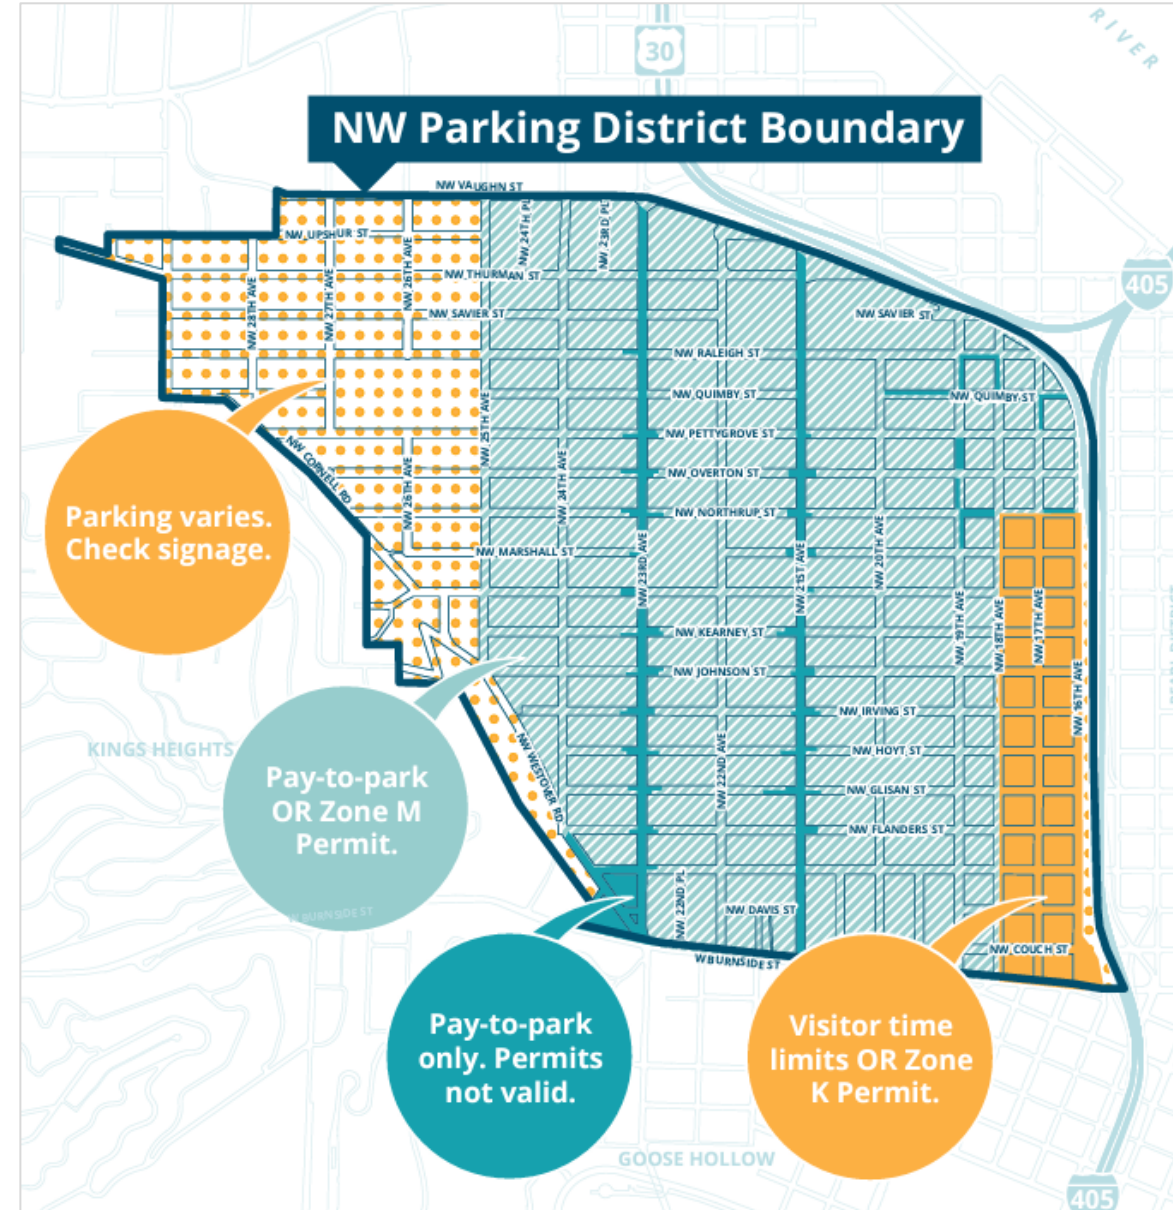 RIVER
30
NW Parking District Boundary
405
NW VAUGHN ST
NW UPSHUR ST
NW 24TH PL
NW 23RD PL
NW 26TH AVE
NW THURMAN ST
NW 28TH AVE
NW 27TH AVE
NW SAVIER ST
NW SAVIER ST
NW RALEIGH ST
NW QUIMBY ST
NW QUIMBY ST
NW 25TH AVE
NW PETTYGROVE ST
NW CORNELL RD
NW 26TH AVE
NW 24TH AVE
NW OVERTON ST
NW NORTHRUP ST
Parking varies.
Check signage.
NW MARSHALL ST
NW 23RD AVE
NW 21ST AVE
NW 20TH AVE
NW 19TH AVE
NW 18TH AVE
NW 17TH AVE
NW KEARNEY ST
NW JOHNSON ST
NW 16TH AVE
NW IRVING ST
KINGS HEIGHTS
NW WESTOVER RD
NW 22ND AVE
NW HOYT ST
NW GLISAN ST
Pay-to-park
OR Zone M
Permit.
NW FLANDERS ST
NW 22ND PL
NW DAVIS ST
W BURNSIDE ST
NW COUCH ST
W BURNSIDE ST
Pay-to-park
only. Permits
not valid.
Visitor time
limits OR Zone
K Permit.
GOOSE HOLLOW
405